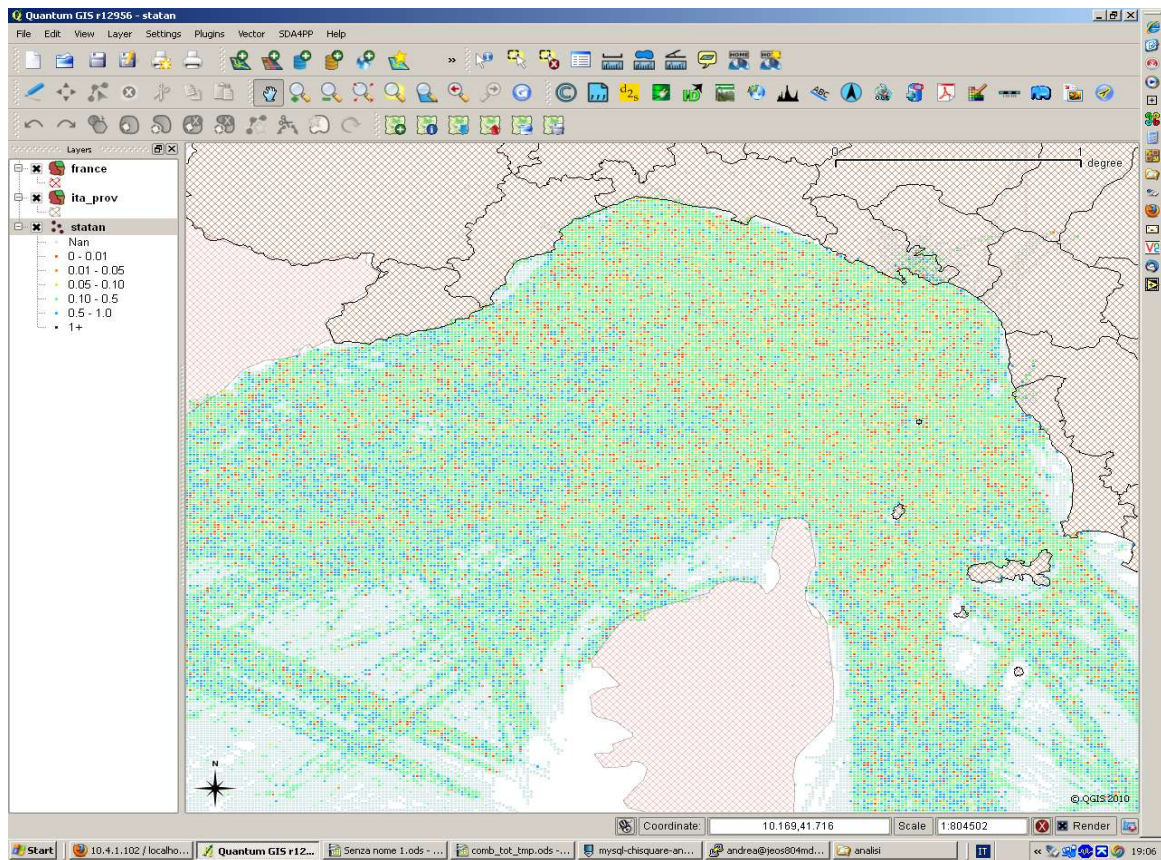 Quantum GIS r12956 - statan
File Edit View Layer Settings Plugins Vector SDA4PP Help
Layers
france
ita_prov
statan
Nan
0 - 0.01
0.01 - 0.05
0.05 - 0.10
0.10 - 0.5
0.5 - 1.0
1+
0 1
degree
N
© QGIS 2010
Coordinate: 10.169,41.716 Scale 1:804502 Render
Start 10.4.1.102 / localho... Quantum GIS r12... Senza nome 1.ods - ... comb_tot_tmp.ods -... mysql-chisquare-an... andrea@jeos804md... analisi IT 19:06